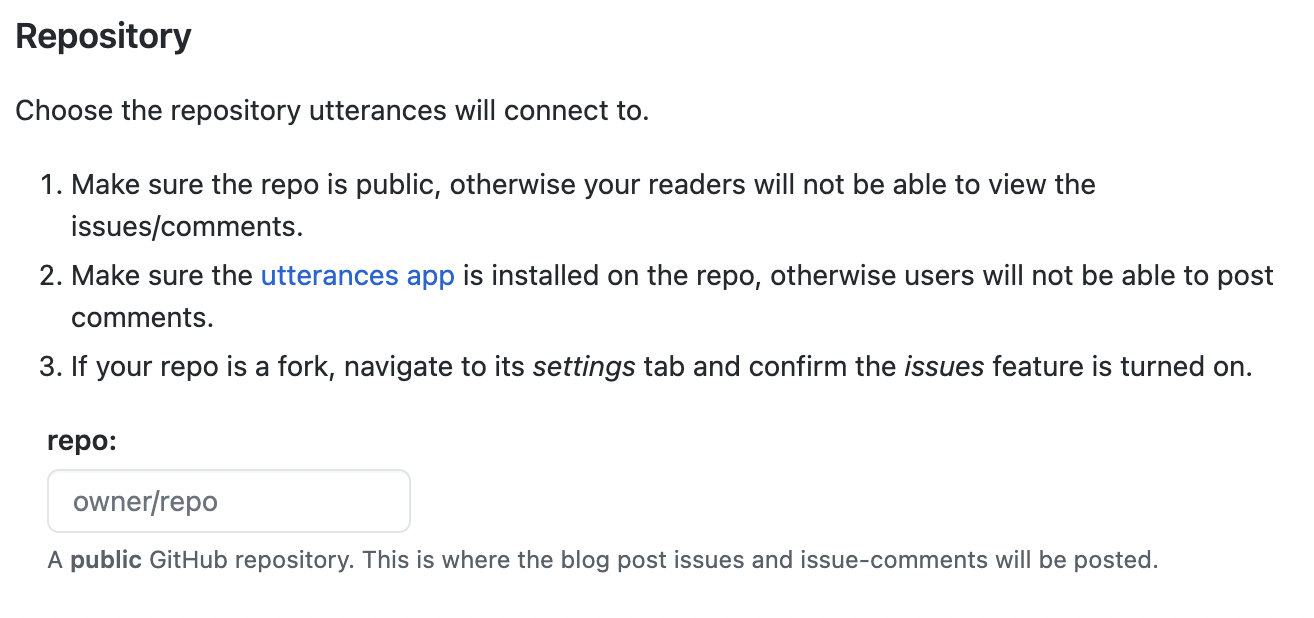 Repository
Choose the repository utterances will connect to.
1. Make sure the repo is public, otherwise your readers will not be able to view the
issues/comments.
2. Make sure the utterances app is installed on the repo, otherwise users will not be able to post
comments.
3. If your repo is a fork, navigate to its settings tab and confirm the issues feature is turned on.
repo:
owner/repo
A public GitHub repository. This is where the blog post issues and issue-comments will be posted.